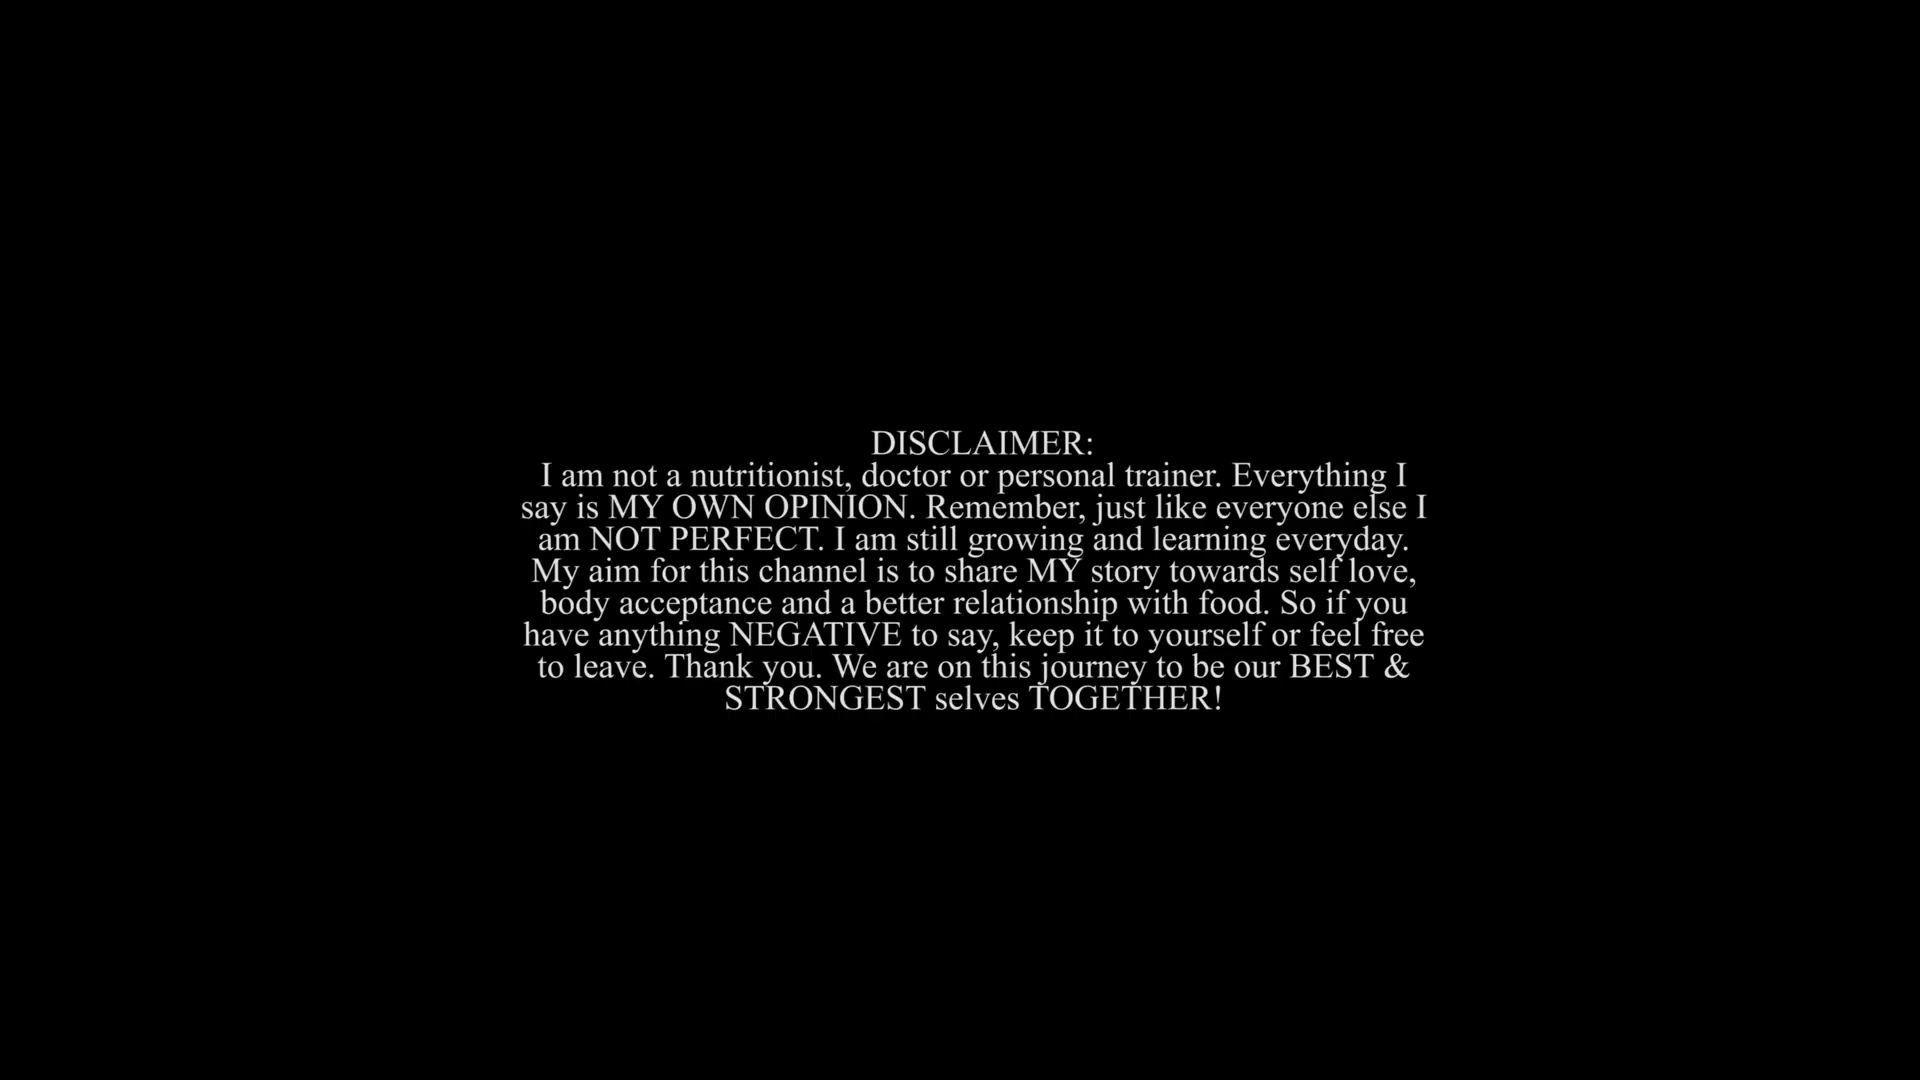 DISCLAIMER:
I am not a nutritionist, doctor or personal trainer. Everything I
say is MY OWN OPINION. Remember, just like everyone else I
am NOT PERFECT. I am still growing and learning everyday.
My aim for this channel is to share MY story towards self love,
body acceptance and a better relationship with food. So if you
have anything NEGATIVE to say, keep it to yourself or feel free
to leave. Thank you. We are on this journey to be our BEST &
STRONGEST selves TOGETHER!